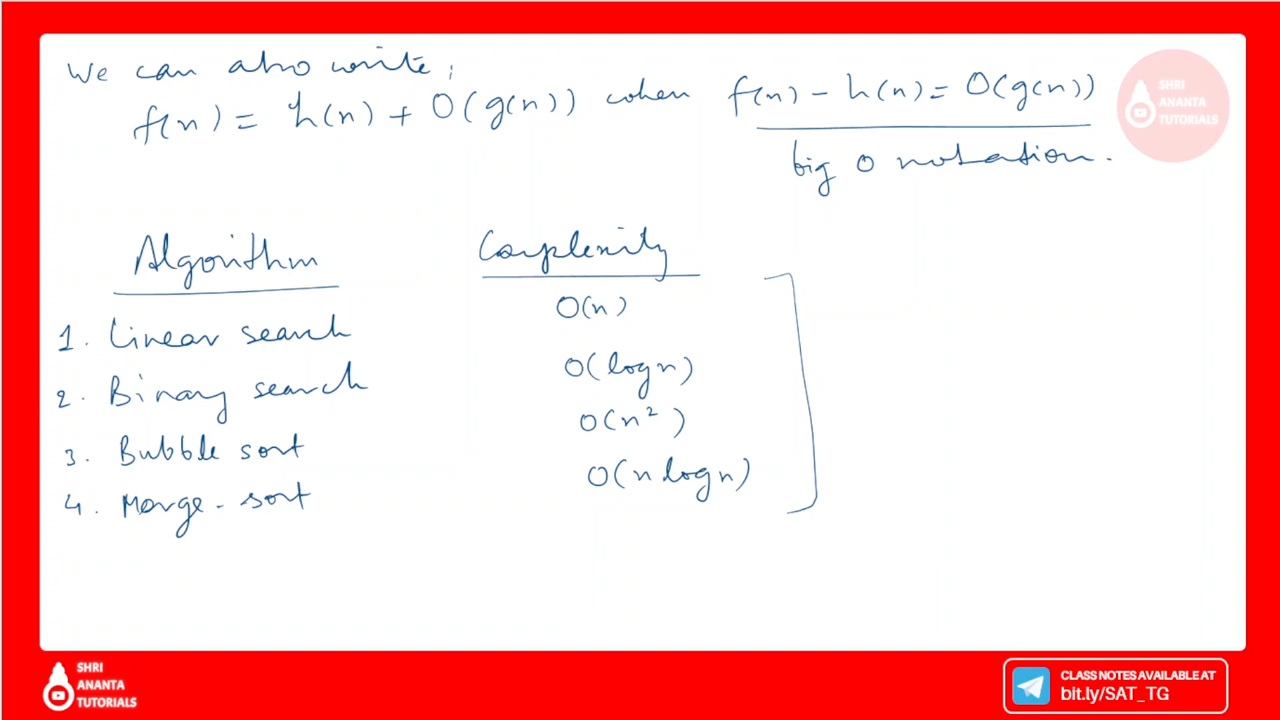 We can also write,
f(n) = h(n) + O(g(n)) when f(n) - h(n) = O(g(n))
big O notation.
SHRI
ANANTA
TUTORIALS
Algorithm Complexity
1. Linear search O(n)
2. Binary search O(log n)
3. Bubble sort O(n²)
4. Merge-sort O(n log n)
SHRI
ANANTA
TUTORIALS
CLASS NOTES AVAILABLE AT
bit.ly/SAT_TG